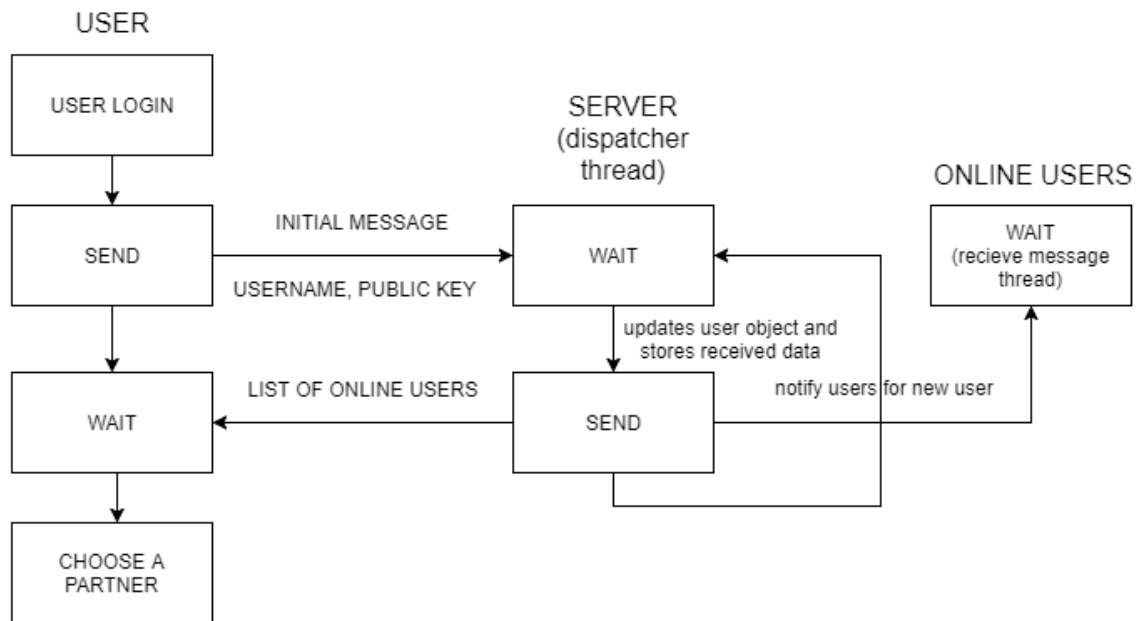 USER
USER LOGIN
SERVER
(dispatcher
thread)
ONLINE USERS
SEND
INITIAL MESSAGE
USERNAME, PUBLIC KEY
WAIT
WAIT
(recieve message
thread)
updates user object and
stores received data
WAIT
LIST OF ONLINE USERS
SEND
notify users for new user
CHOOSE A
PARTNER